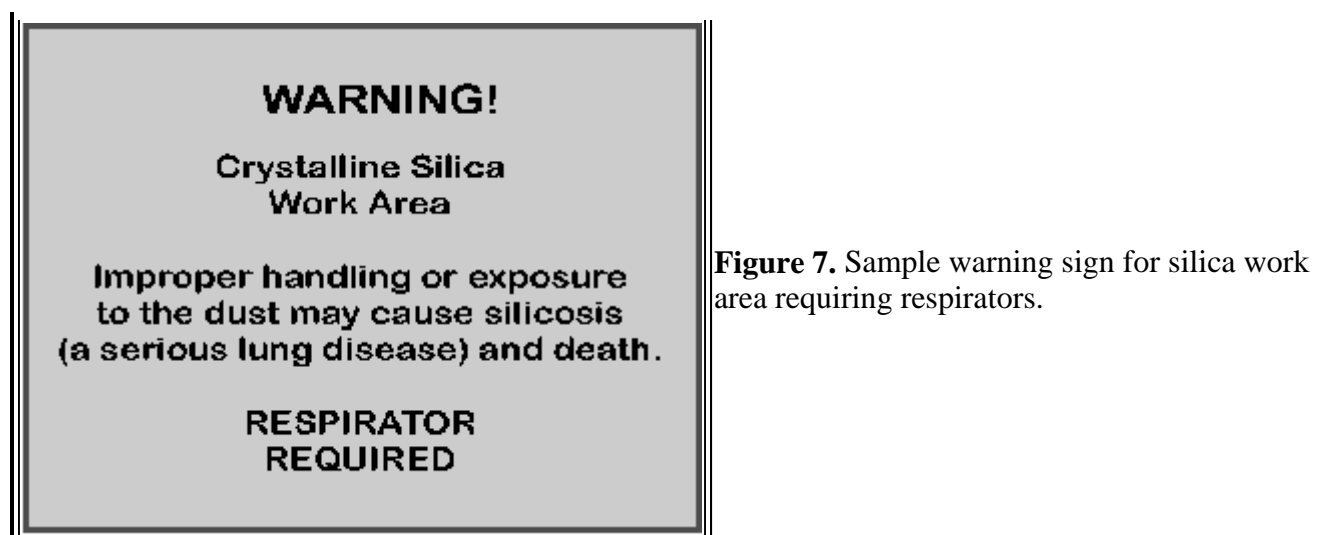 WARNING!
Crystalline Silica
Work Area
Improper handling or exposure
to the dust may cause silicosis
(a serious lung disease) and death.
RESPIRATOR
REQUIRED
Figure 7. Sample warning sign for silica work
area requiring respirators.